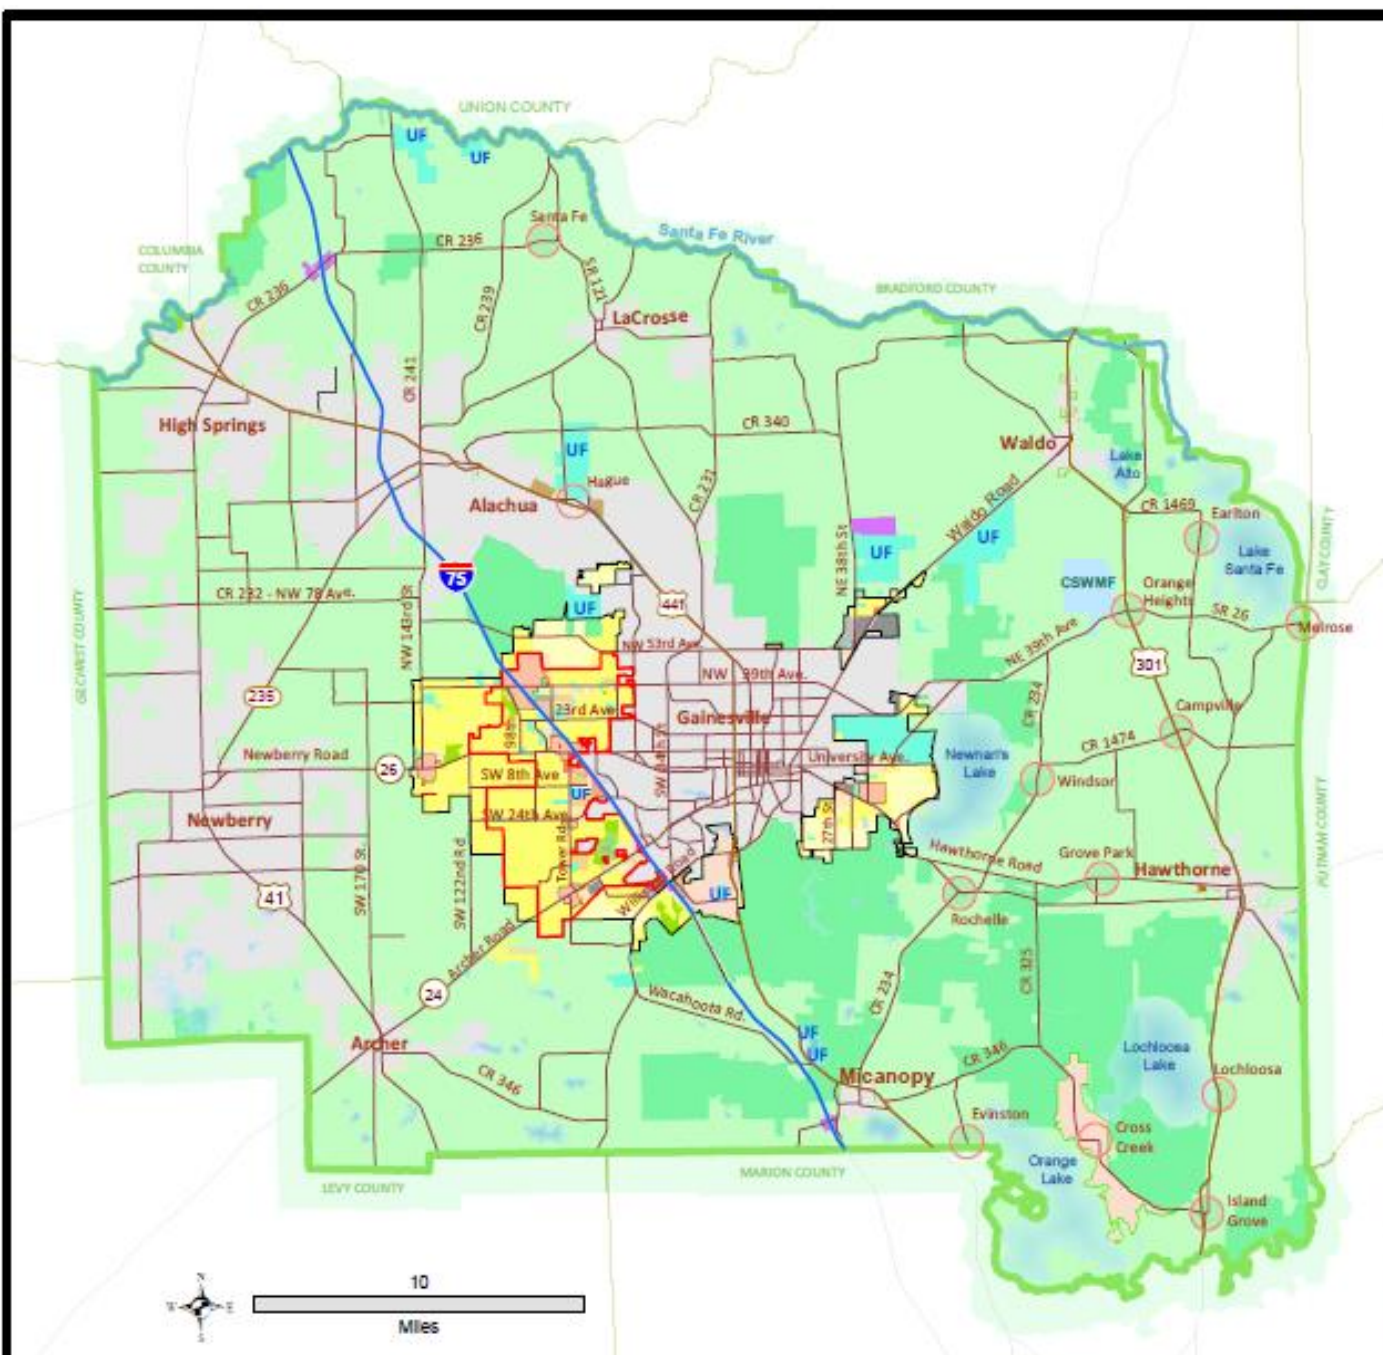 UNION COUNTY
UF
UF
Santa Fe
Santa Fe River
CR 236
COLUMBIA
COUNTY
CR 236
SR 121
CR 239
BRADFORD COUNTY
LaCrosse
CR 241
High Springs
CR 340
Waldo
UF
Lake
Alto
Hague
Alachua
CR 231
Waldo Road
CR 1469
Earlton
NE 38th St
UF
UF
Lake
Santa Fe
CLAY COUNTY
75
CSWMF
Orange
Heights
CR 232 - NW 78 Ave.
UF
441
SR 26
Melrose
GILCHRIST COUNTY
NW 143rd St
NW 53rd Ave.
NE 39th Ave
301
NW 39th Ave.
235
CR 234
23rd Ave
Gainesville
Campville
98th
Newberry Road
26
SW 34th St
University Ave.
Newnan's
Lake
CR 1474
SW 8th Ave
Windsor
UF
PUTNAM COUNTY
SW 24th Ave
27th St
Newberry
Tower Rd
Hawthorne Road
Grove Park
Hawthorne
SW 170 St.
SW 122nd Rd
41
UF
Rochelle
Archer Road
CR 325
24
CR 234
Wacahoota Rd.
UF
UF
Archer
Lochloosa
Lake
CR 346
CR 346
Micanopy
Lochloosa
Evinston
Cross
Creek
Orange
Lake
MARION COUNTY
LEVY COUNTY
Island
Grove
N
W E
S
10
Miles